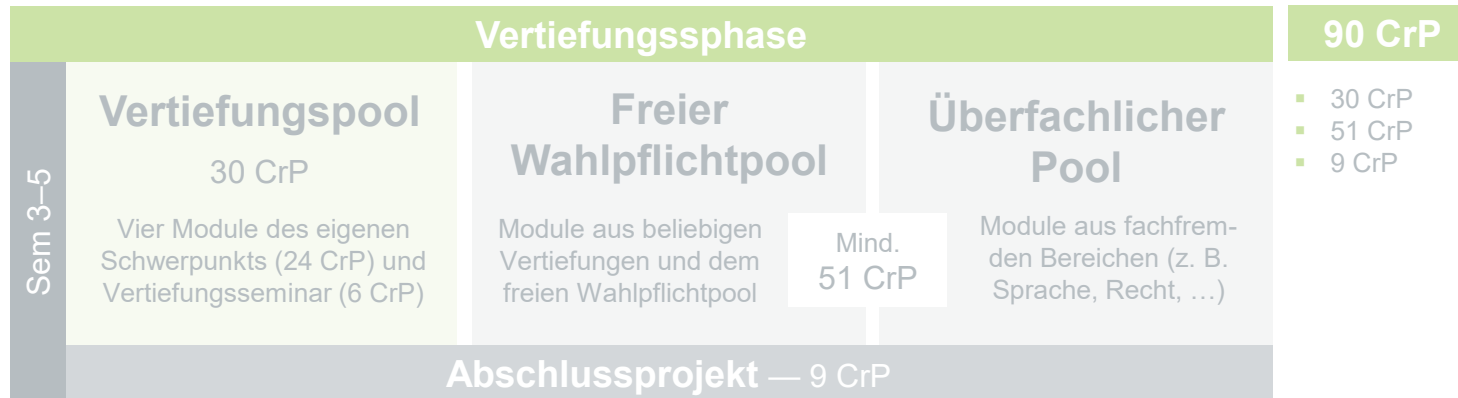 Vertiefungssphase
90 CrP
Sem 3–5
Vertiefungspool
30 CrP
Vier Module des eigenen
Schwerpunkts (24 CrP) und
Vertiefungsseminar (6 CrP)
Freier
Wahlpflichtpool
Module aus beliebigen
Vertiefungen und dem
freien Wahlpflichtpool
Mind.
51 CrP
Überfachlicher
Pool
Module aus fachfrem-
den Bereichen (z. B.
Sprache, Recht, …)
▪ 30 CrP
▪ 51 CrP
▪ 9 CrP
Abschlussprojekt — 9 CrP